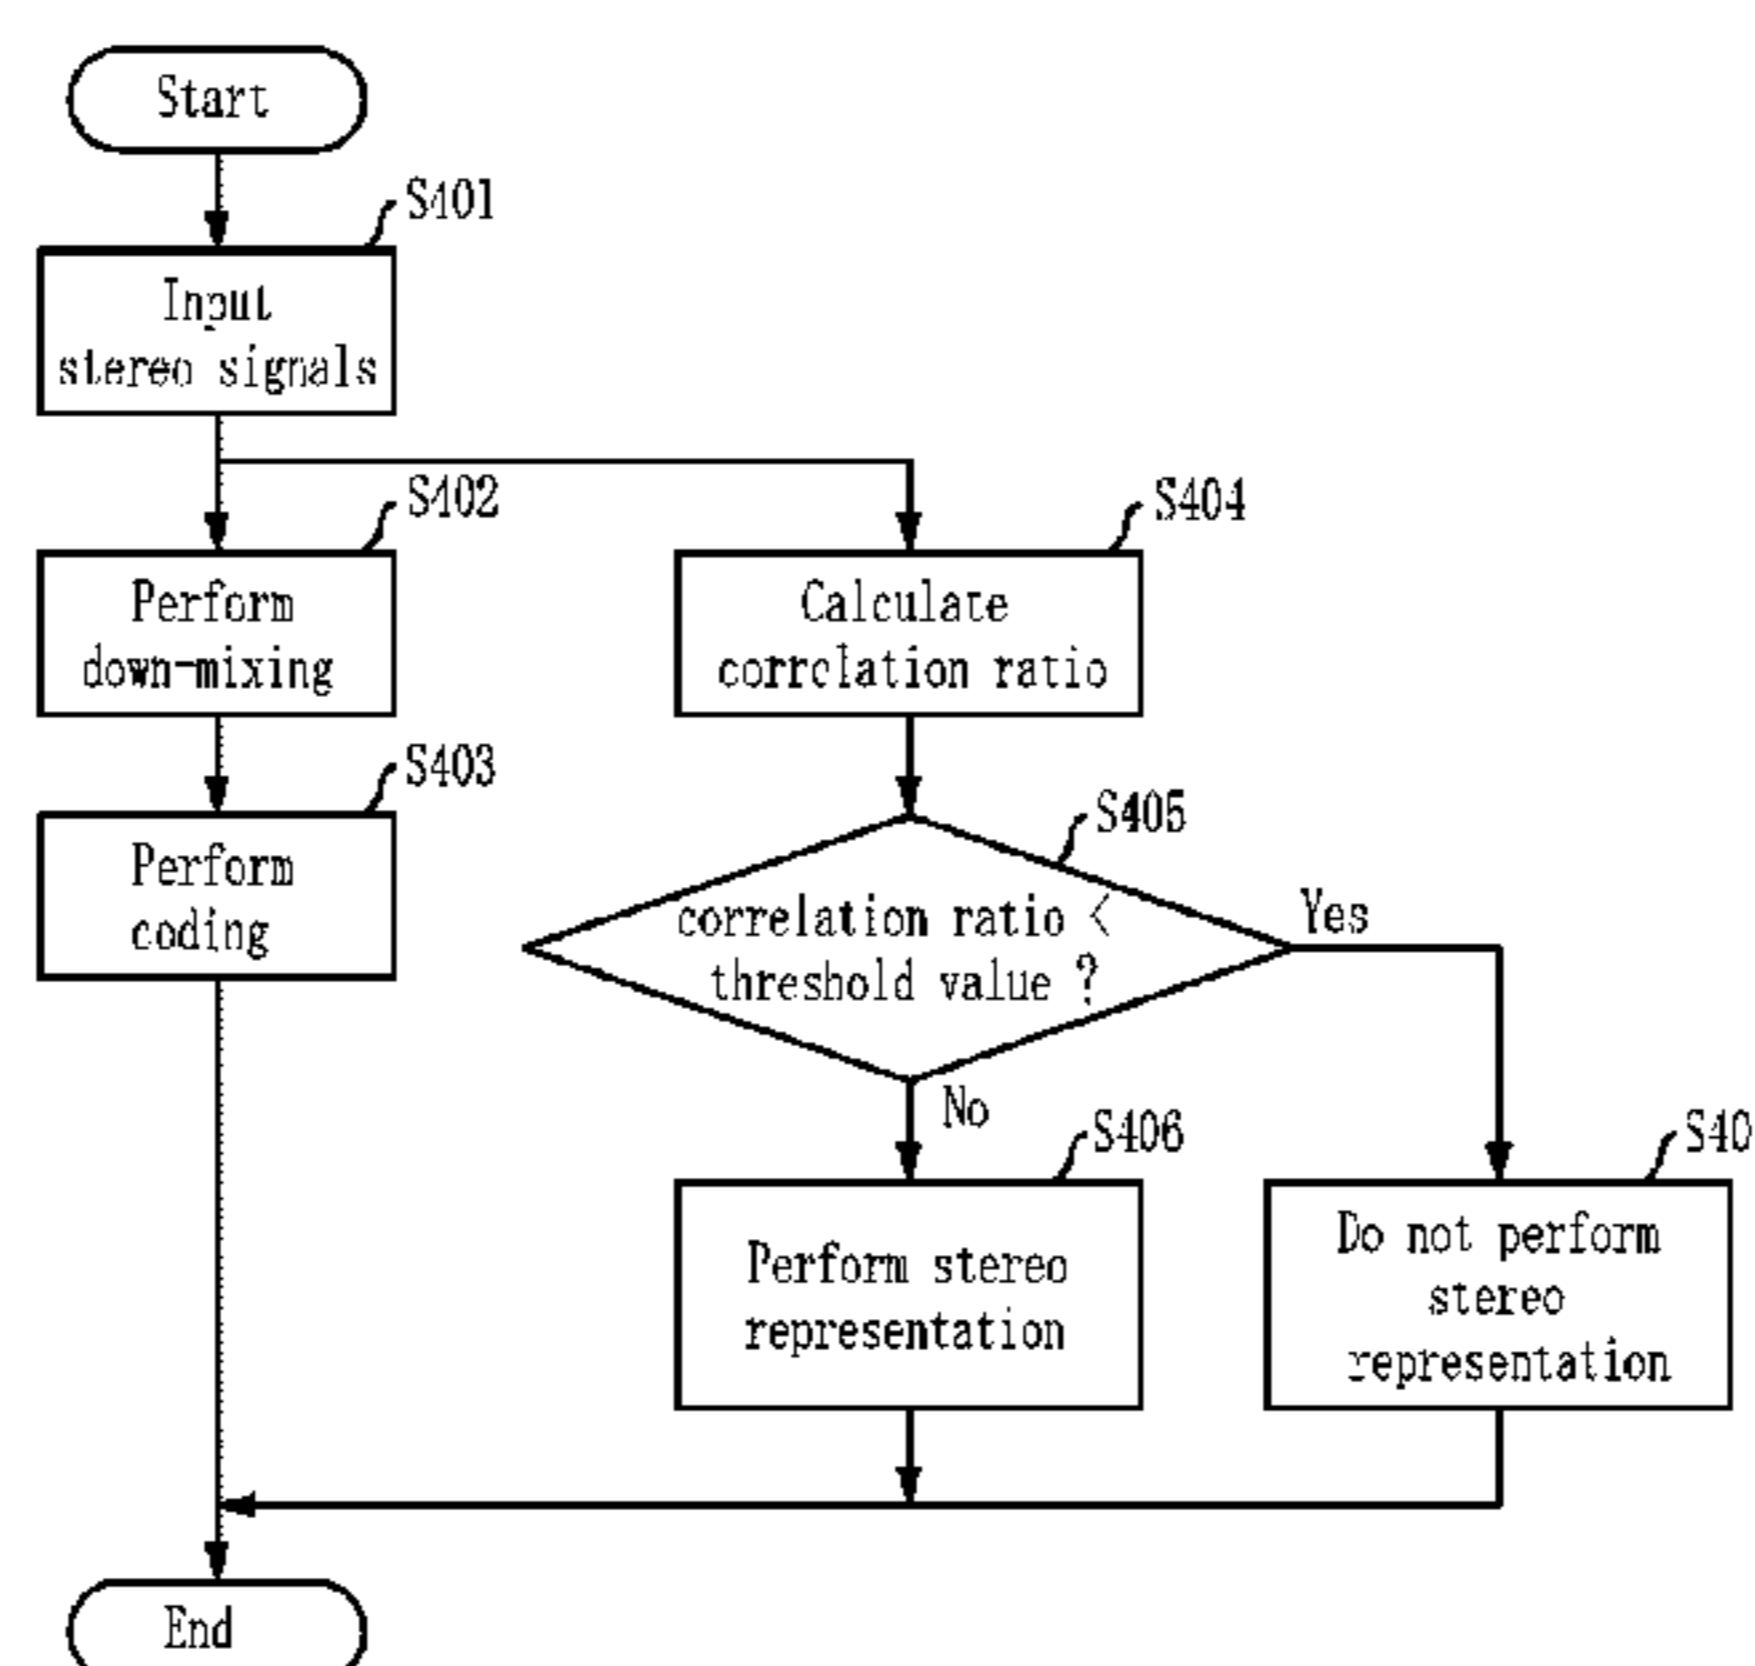 Start
S401
Input
stereo signals
S402
Perform
down-mixing
S403
Perform
coding
S404
Calculate
correlation ratio
S405
correlation ratio <
threshold value ?
Yes
No
S406
Perform stereo
representation
S40
Do not perform
stereo
representation
End